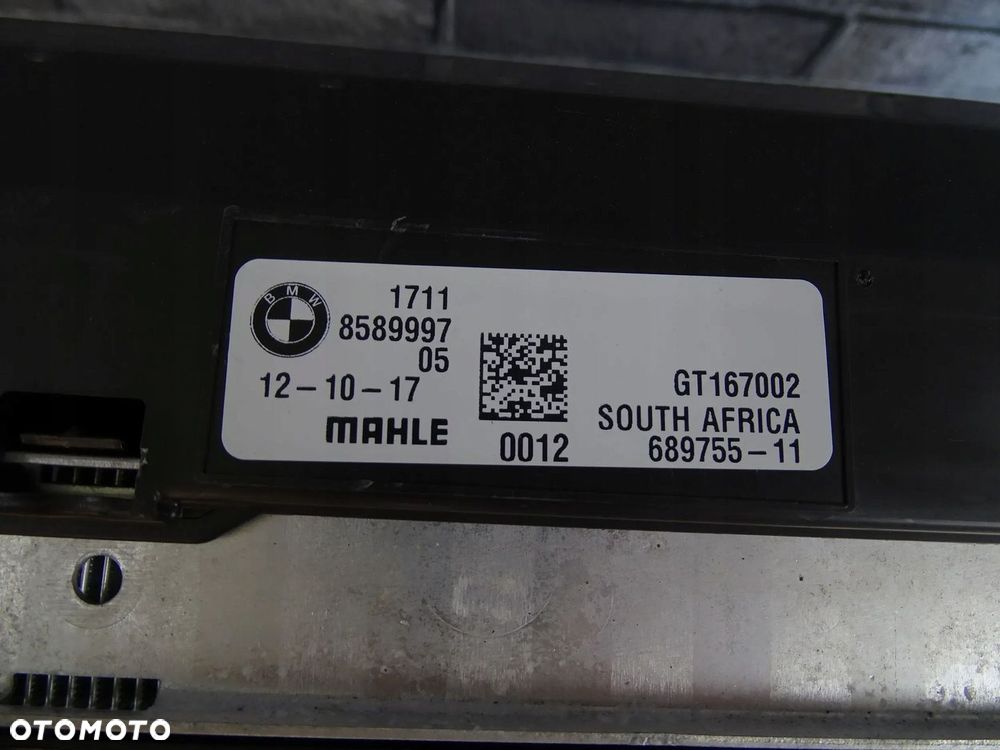 BMW
1711
8589997
05
12-10-17
MAHLE
0012
GT167002
SOUTH AFRICA
689755-11
OTOMOTO